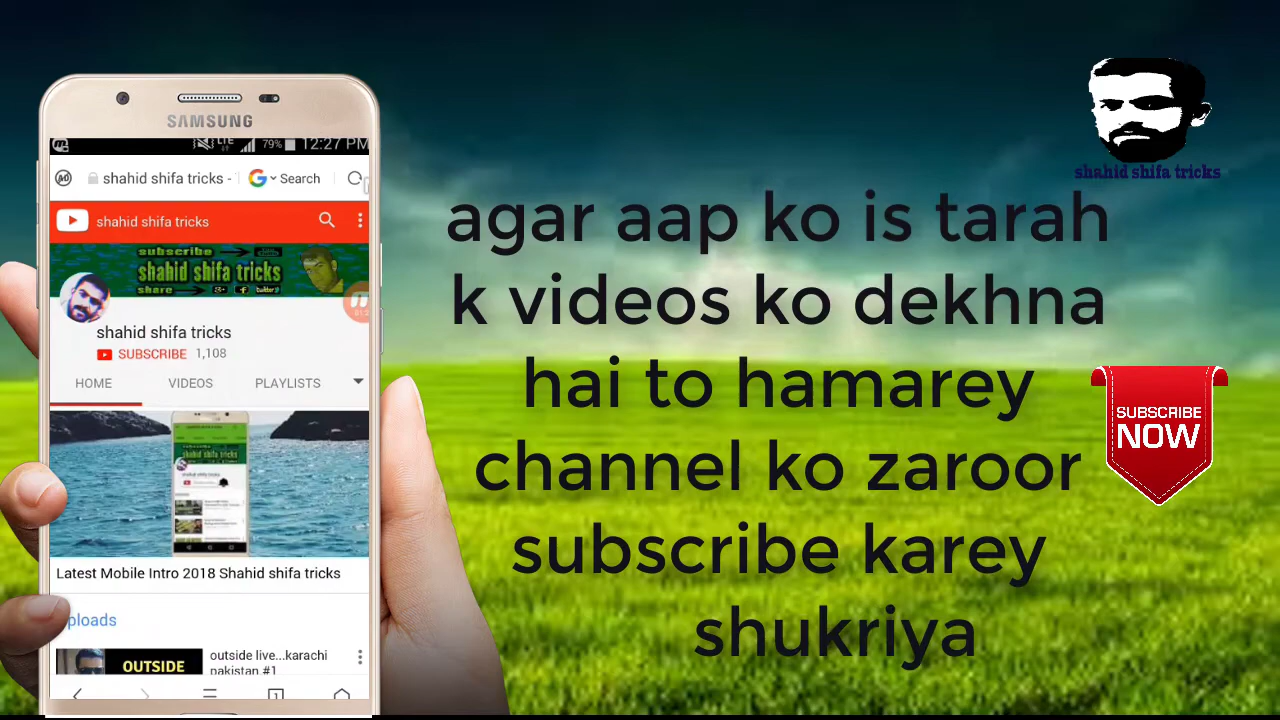 SAMSUNG
LTE 79% 12:27 PM
shahid shifa tricks - Search
shahid shifa tricks
subscribe
shahid shifa tricks
share
shahid shifa tricks
SUBSCRIBE 1,108
HOME VIDEOS PLAYLISTS
Latest Mobile Intro 2018 Shahid shifa tricks
ploads
OUTSIDE
outside live...karachi
pakistan #1
shahid shifa tricks
agar aap ko is tarah
k videos ko dekhna
hai to hamarey
channel ko zaroor
subscribe karey
shukriya
SUBSCRIBE
NOW